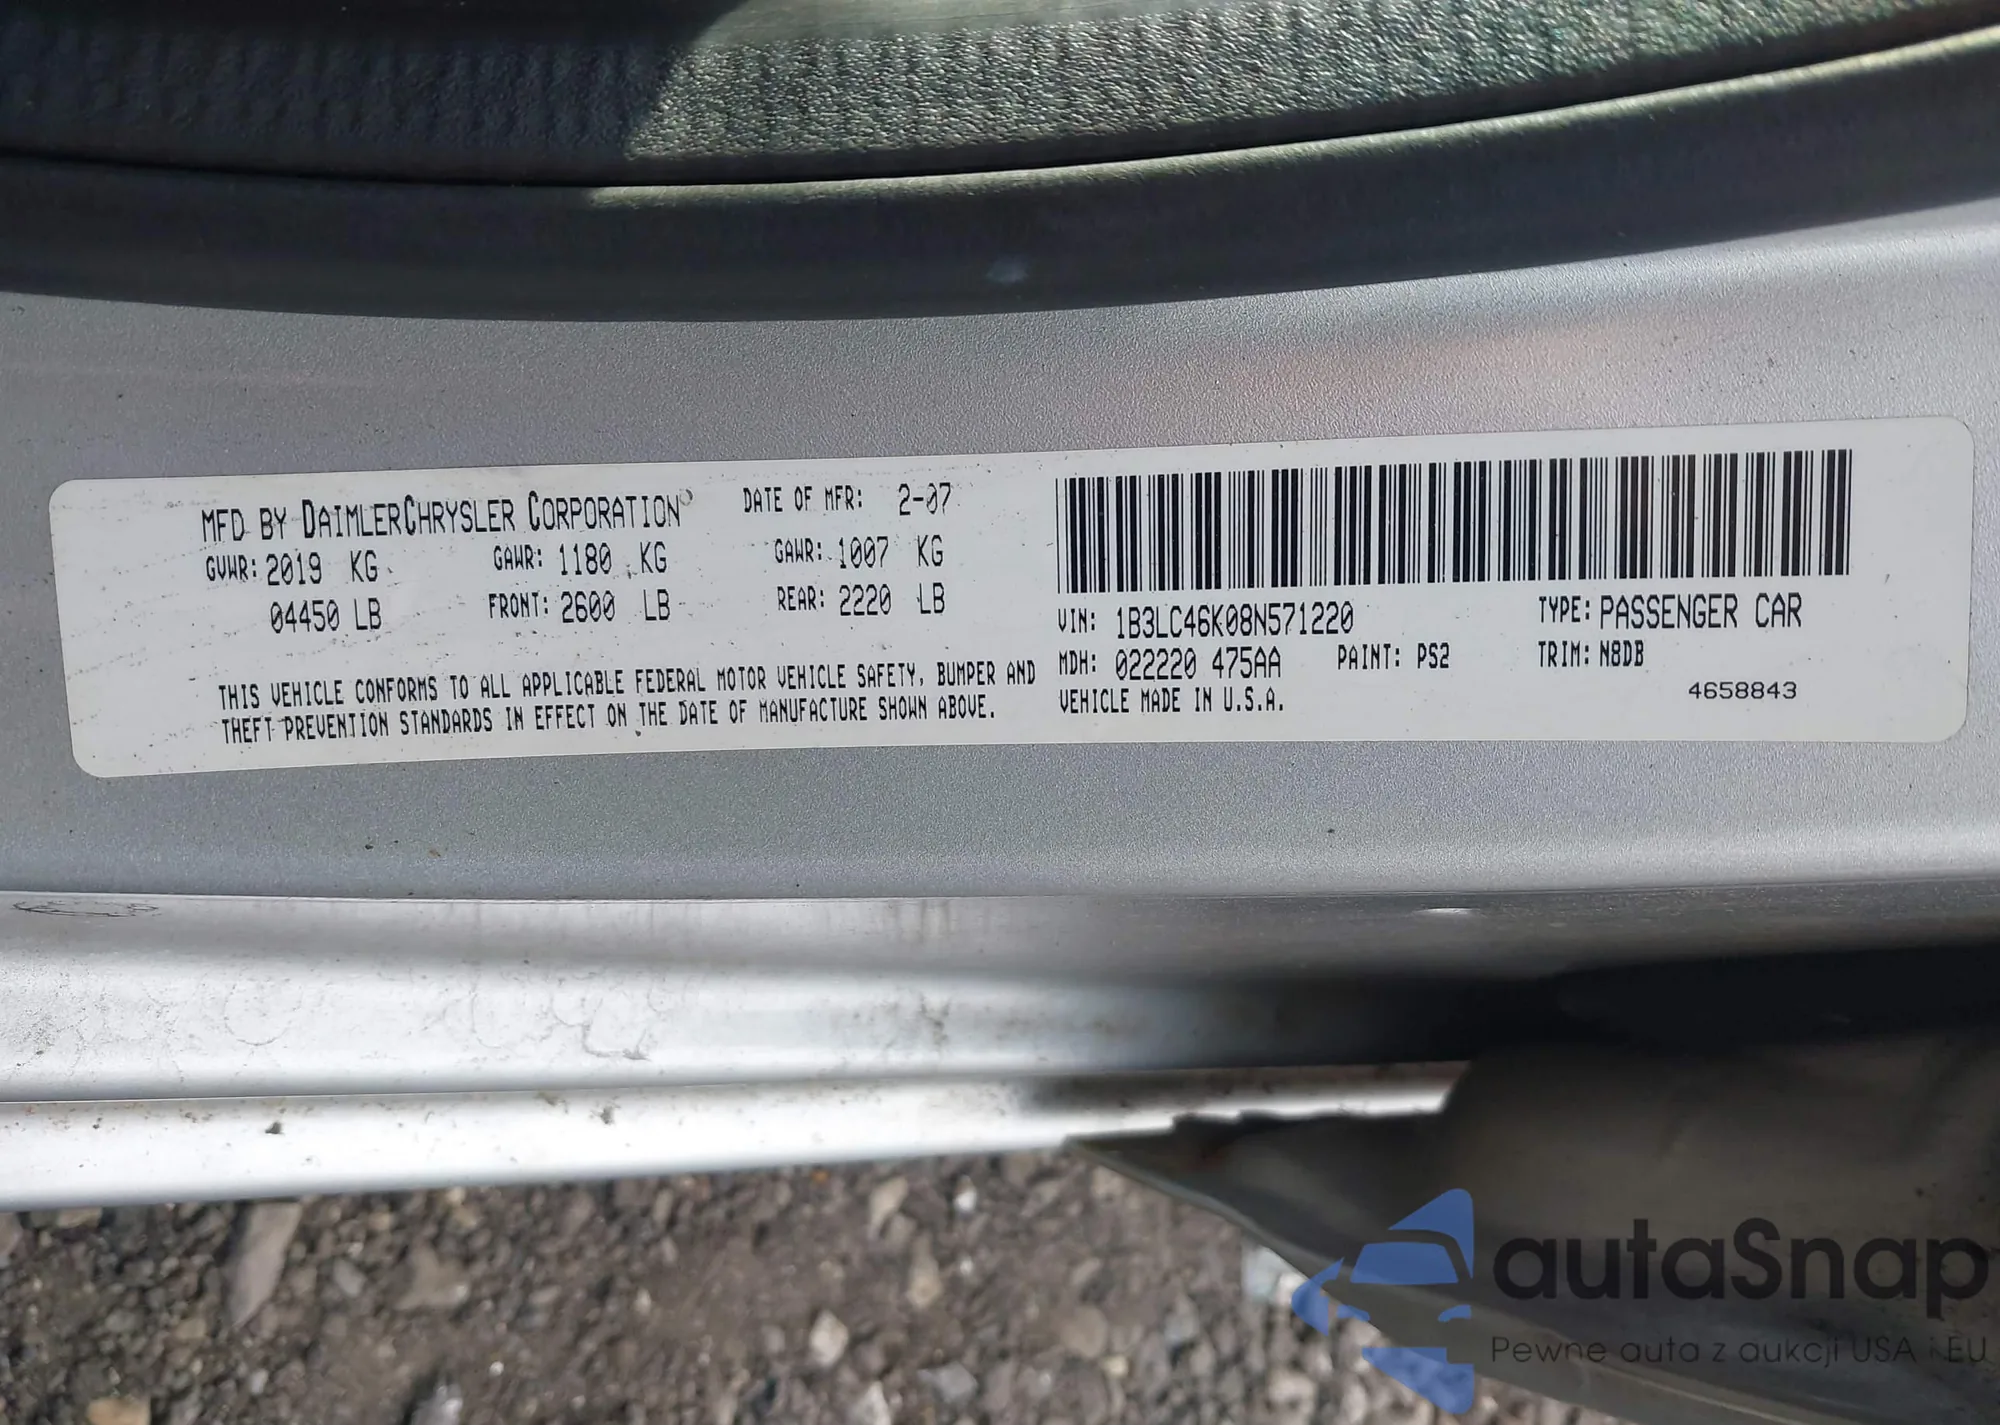 MFD BY DAIMLERCHRYSLER CORPORATION DATE OF MFR: 2-07
GVWR: 2019 KG GAWR: 1180 KG GAWR: 1007 KG
04450 LB FRONT: 2600 LB REAR: 2220 LB
THIS VEHICLE CONFORMS TO ALL APPLICABLE FEDERAL MOTOR VEHICLE SAFETY, BUMPER AND
THEFT PREVENTION STANDARDS IN EFFECT ON THE DATE OF MANUFACTURE SHOWN ABOVE.
VIN: 1B3LC46K08N571220 TYPE: PASSENGER CAR
MDH: 022220 475AA PAINT: PS2 TRIM: N8DB
VEHICLE MADE IN U.S.A.
4658843
autaSnap
Pewne auta z aukcji USA i EU